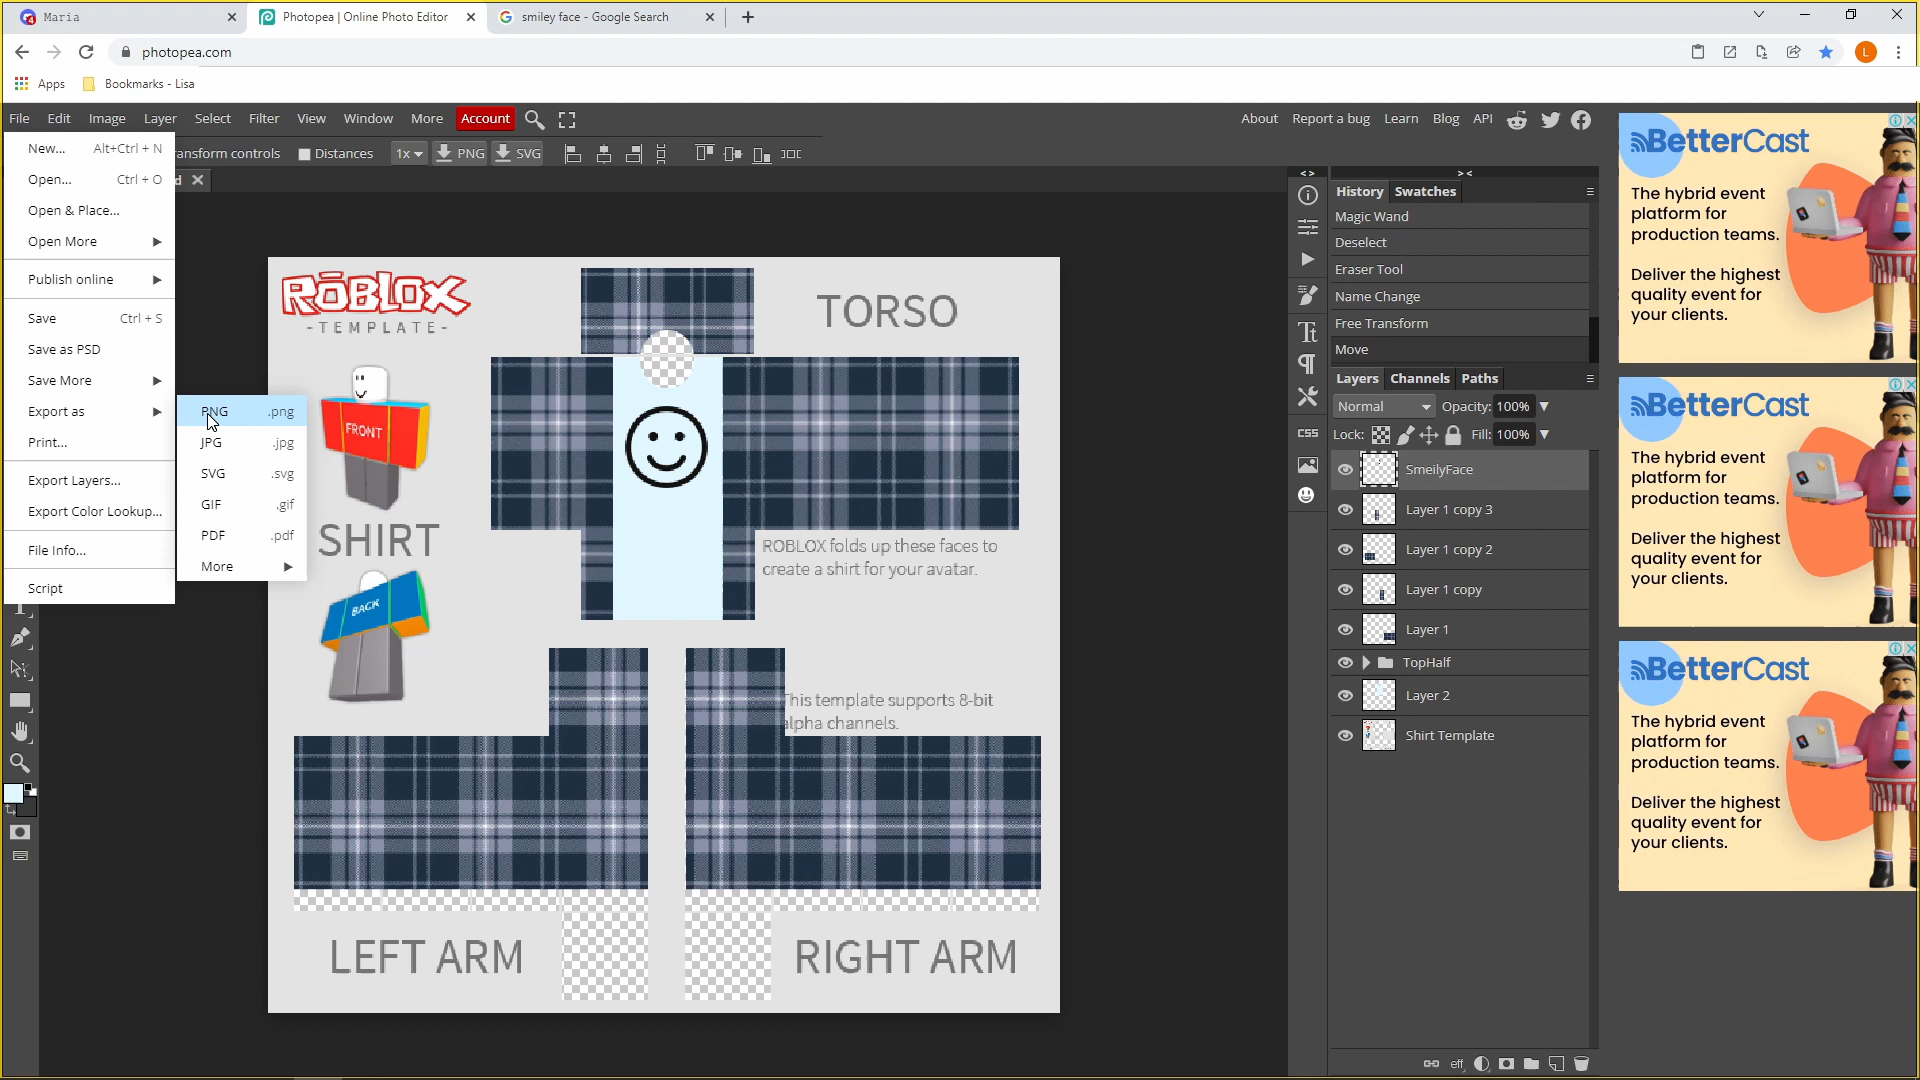 Maria
Photopea | Online Photo Editor
smiley face - Google Search
photopea.com
L
Apps
Bookmarks - Lisa
File Edit Image Layer Select Filter View Window More Account
About Report a bug Learn Blog API
New... Alt+Ctrl + N
Open... Ctrl + O
Open & Place...
Open More
Publish online
Save Ctrl + S
Save as PSD
Save More
Export as
Print...
Export Layers...
Export Color Lookup...
File Info...
Script
PNG .png
JPG .jpg
SVG .svg
GIF .gif
PDF .pdf
More
ransform controls
Distances
1x
PNG
SVG
d
ROBLOX
-TEMPLATE-
TORSO
FRONT
SHIRT
BACK
ROBLOX folds up these faces to
create a shirt for your avatar.
This template supports 8-bit
alpha channels.
LEFT ARM
RIGHT ARM
CSS
History Swatches
Magic Wand
Deselect
Eraser Tool
Name Change
Free Transform
Move
Layers Channels Paths
Normal Opacity: 100%
Lock: Fill: 100%
SmeilyFace
Layer 1 copy 3
Layer 1 copy 2
Layer 1 copy
Layer 1
TopHalf
Layer 2
Shirt Template
eff
BetterCast
The hybrid event
platform for
production teams.
Deliver the highest
quality event for
your clients.
BetterCast
The hybrid event
platform for
production teams.
Deliver the highest
quality event for
your clients.
BetterCast
The hybrid event
platform for
production teams.
Deliver the highest
quality event for
your clients.